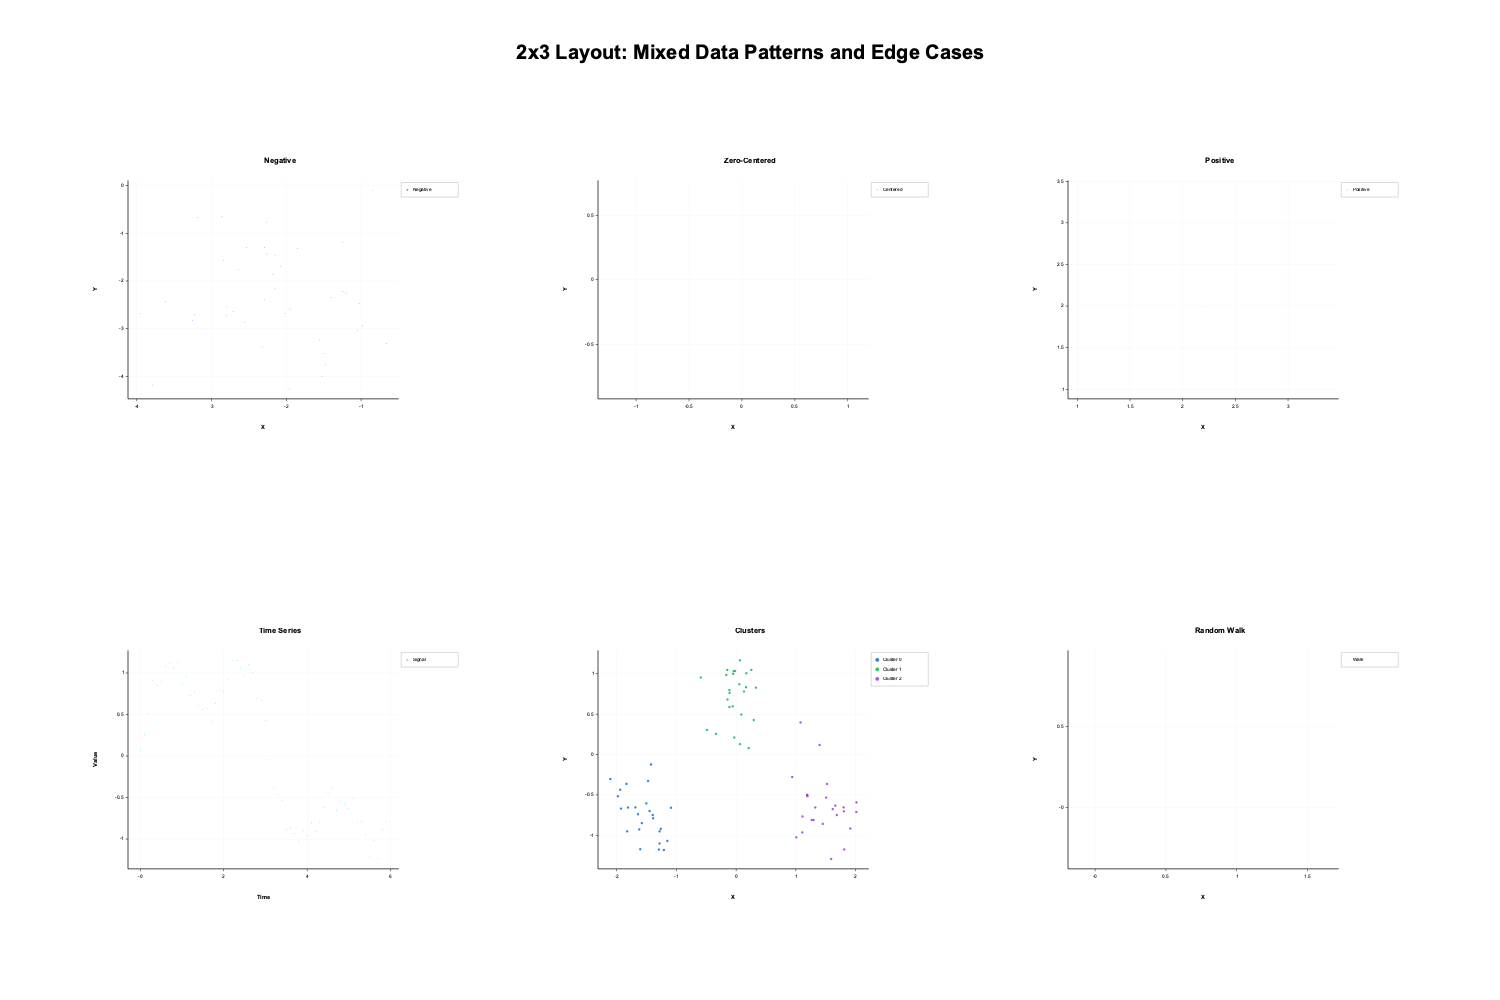 2x3 Layout: Mixed Data Patterns and Edge Cases
Negative
0
-1
-2
-3
-4
Y
-4
-3
-2
-1
X
Negative
Zero-Centered
0.5
0
-0.5
Y
-1
-0.5
0
0.5
1
X
Centered
Positive
3.5
3
2.5
2
1.5
1
Y
1
1.5
2
2.5
3
X
Positive
Time Series
1
0.5
0
-0.5
-1
Value
-0
2
4
6
Time
Signal
Clusters
1
0.5
0
-0.5
-1
Y
-2
-1
0
1
2
X
Cluster 0
Cluster 1
Cluster 2
Random Walk
0.5
-0
Y
-0
0.5
1
1.5
X
Walk